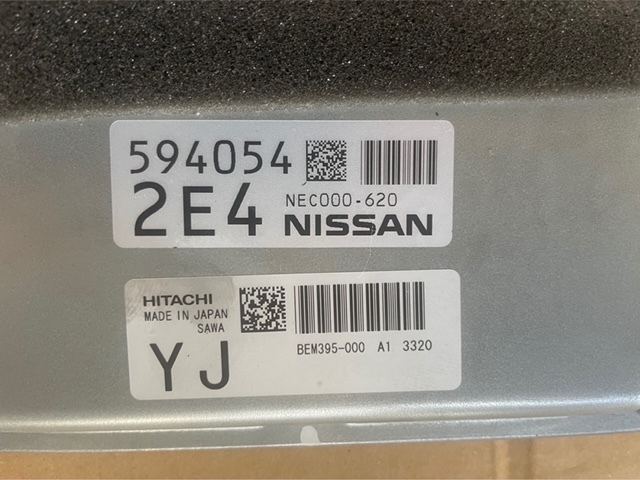 594054
NEC000-620
2E4 NISSAN
HITACHI
MADE IN JAPAN
SAWA
BEM395-000 A1 3320
YJ